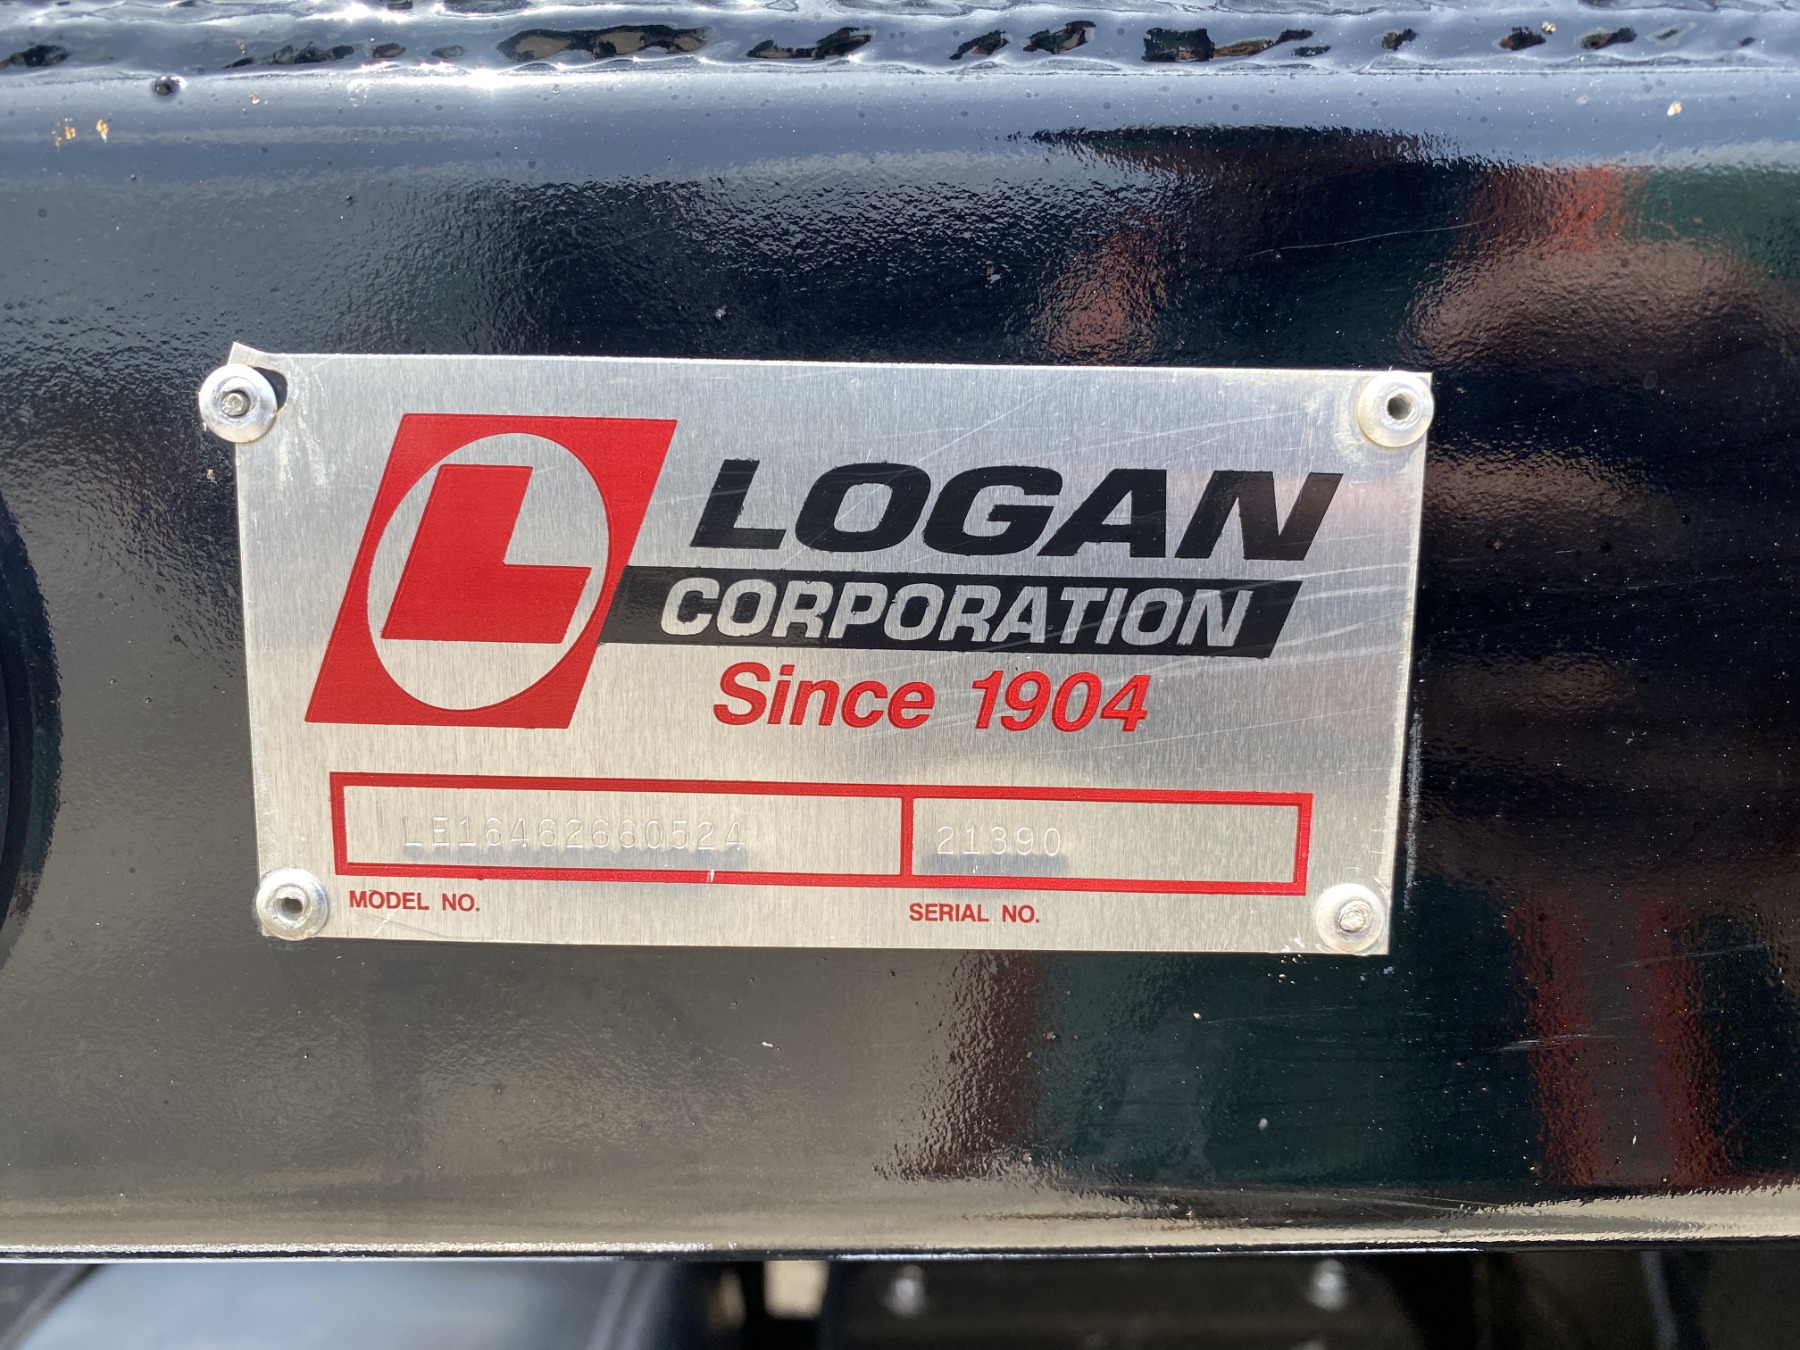 LOGAN
CORPORATION
Since 1904
LE16462660524 21390
MODEL NO. SERIAL NO.